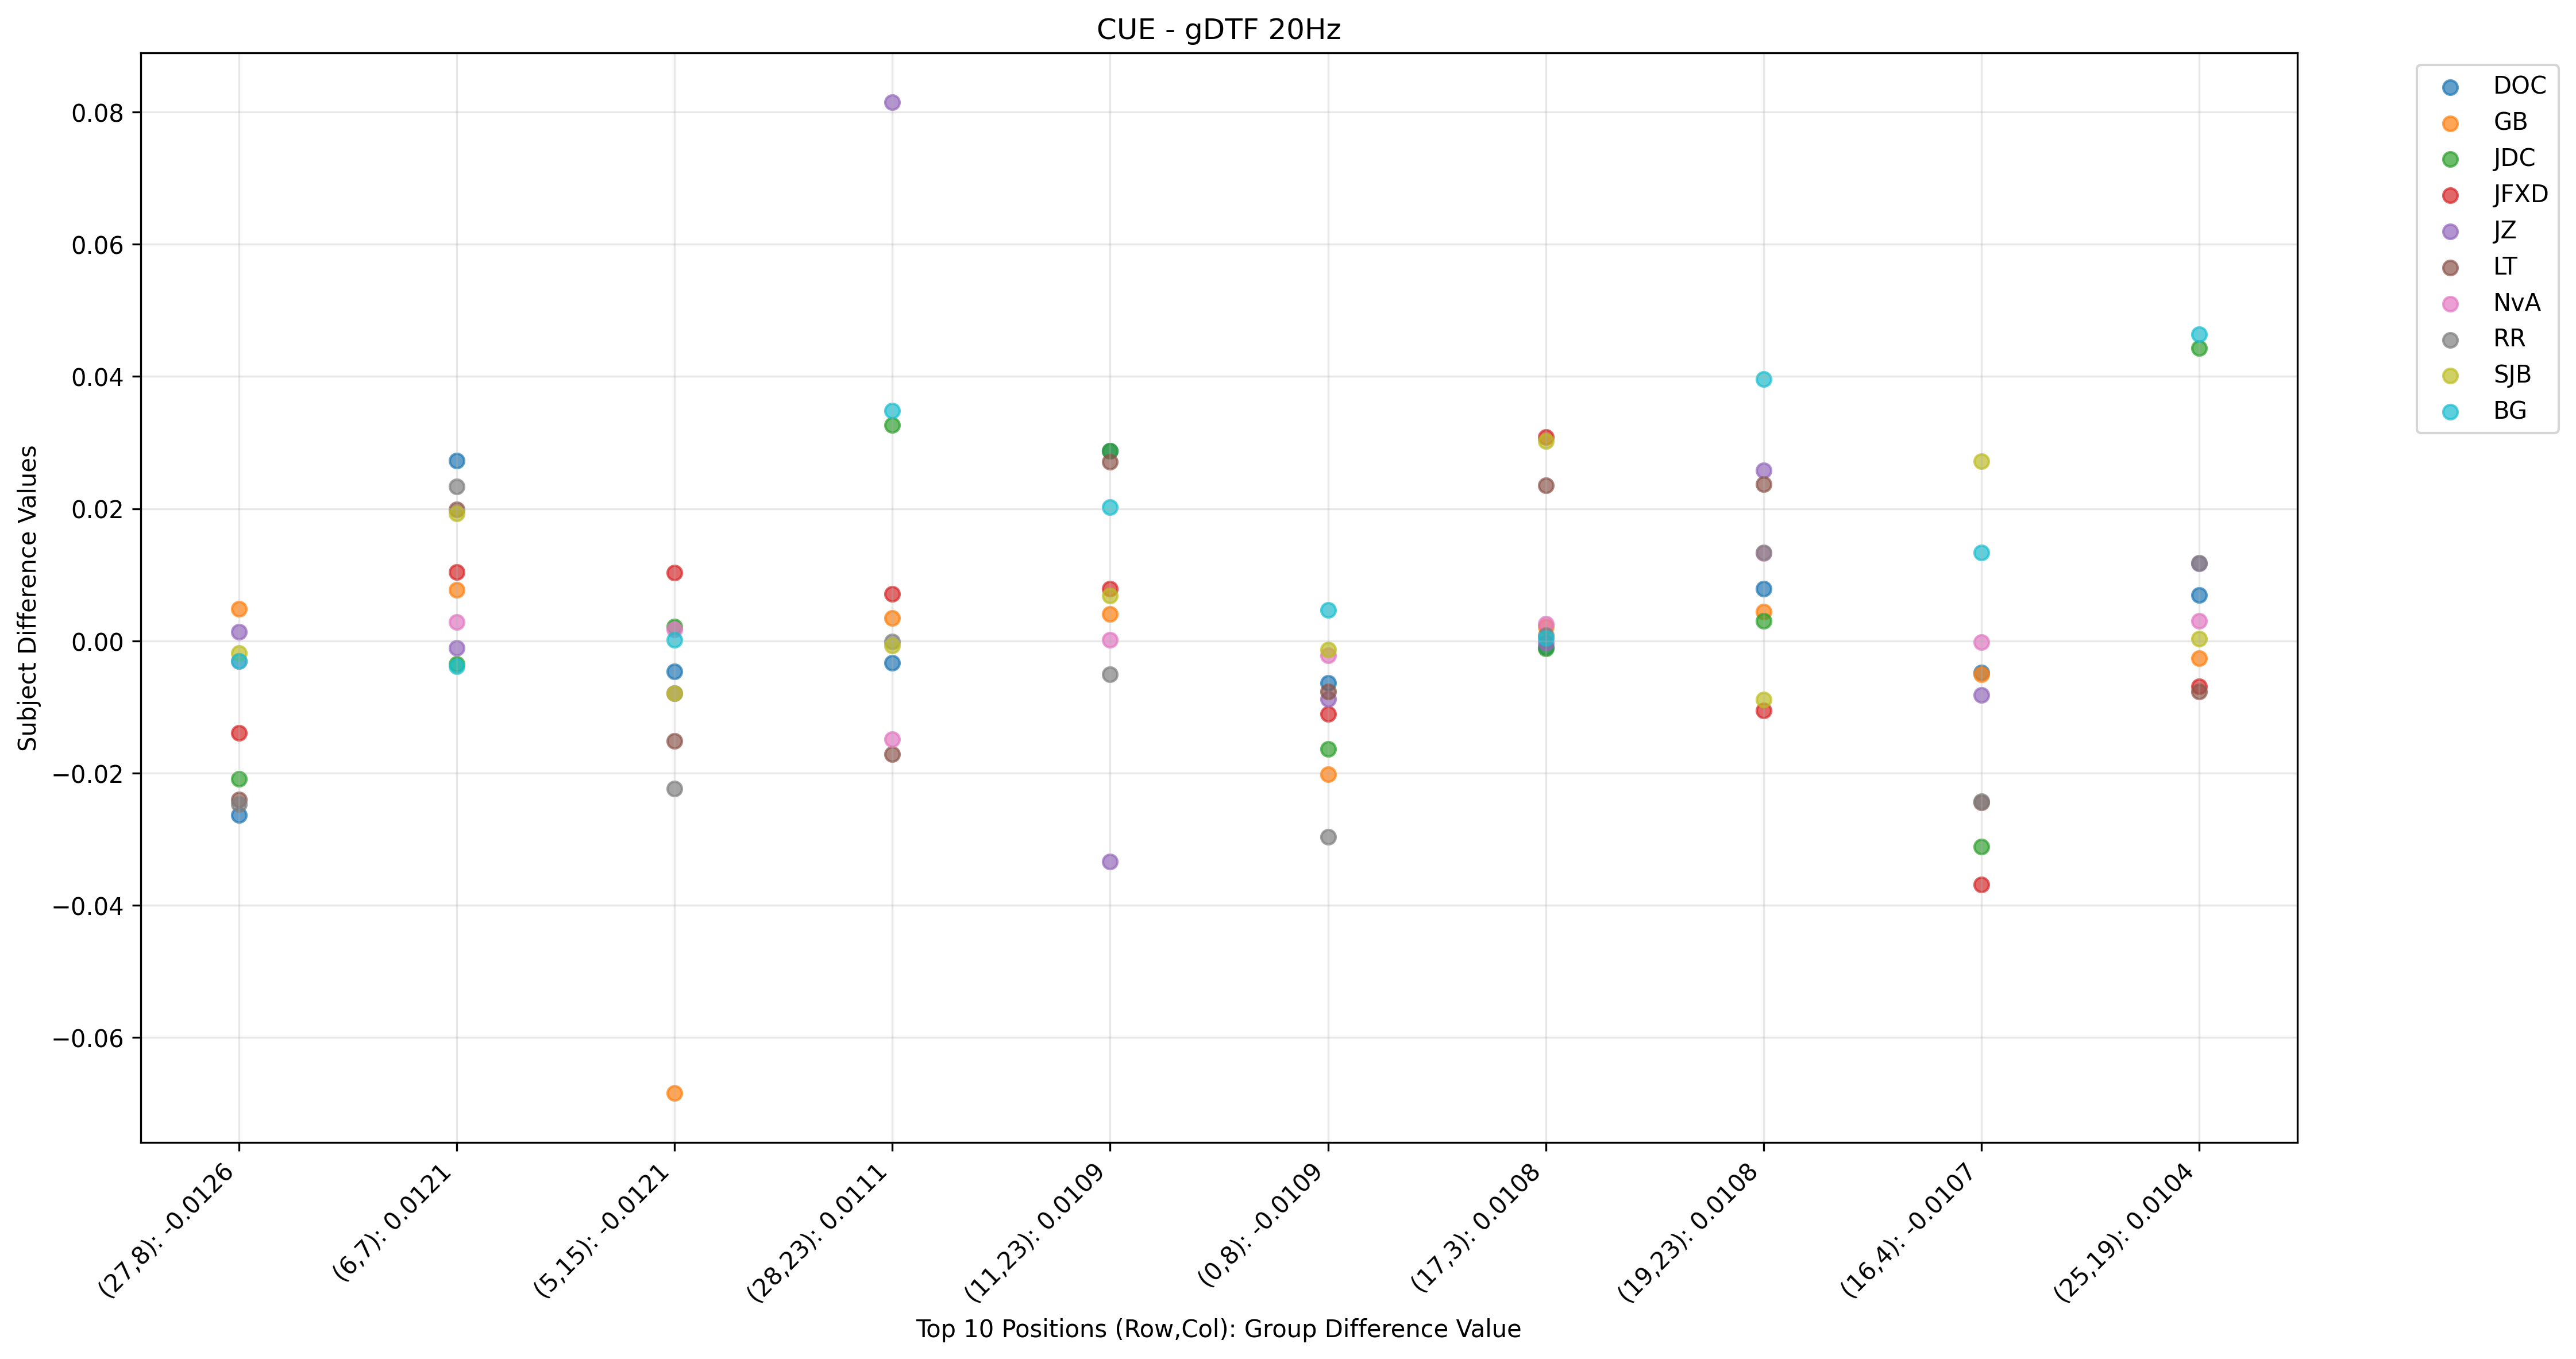 CUE - gDTF 20Hz
Subject Difference Values
0.08
0.06
0.04
0.02
0.00
−0.02
−0.04
−0.06
(27,8): -0.0126
(6,7): 0.0121
(5,15): -0.0121
(28,23): 0.0111
(11,23): 0.0109
(0,8): -0.0109
(17,3): 0.0108
(19,23): 0.0108
(16,4): -0.0107
(25,19): 0.0104
Top 10 Positions (Row,Col): Group Difference Value
DOC
GB
JDC
JFXD
JZ
LT
NvA
RR
SJB
BG